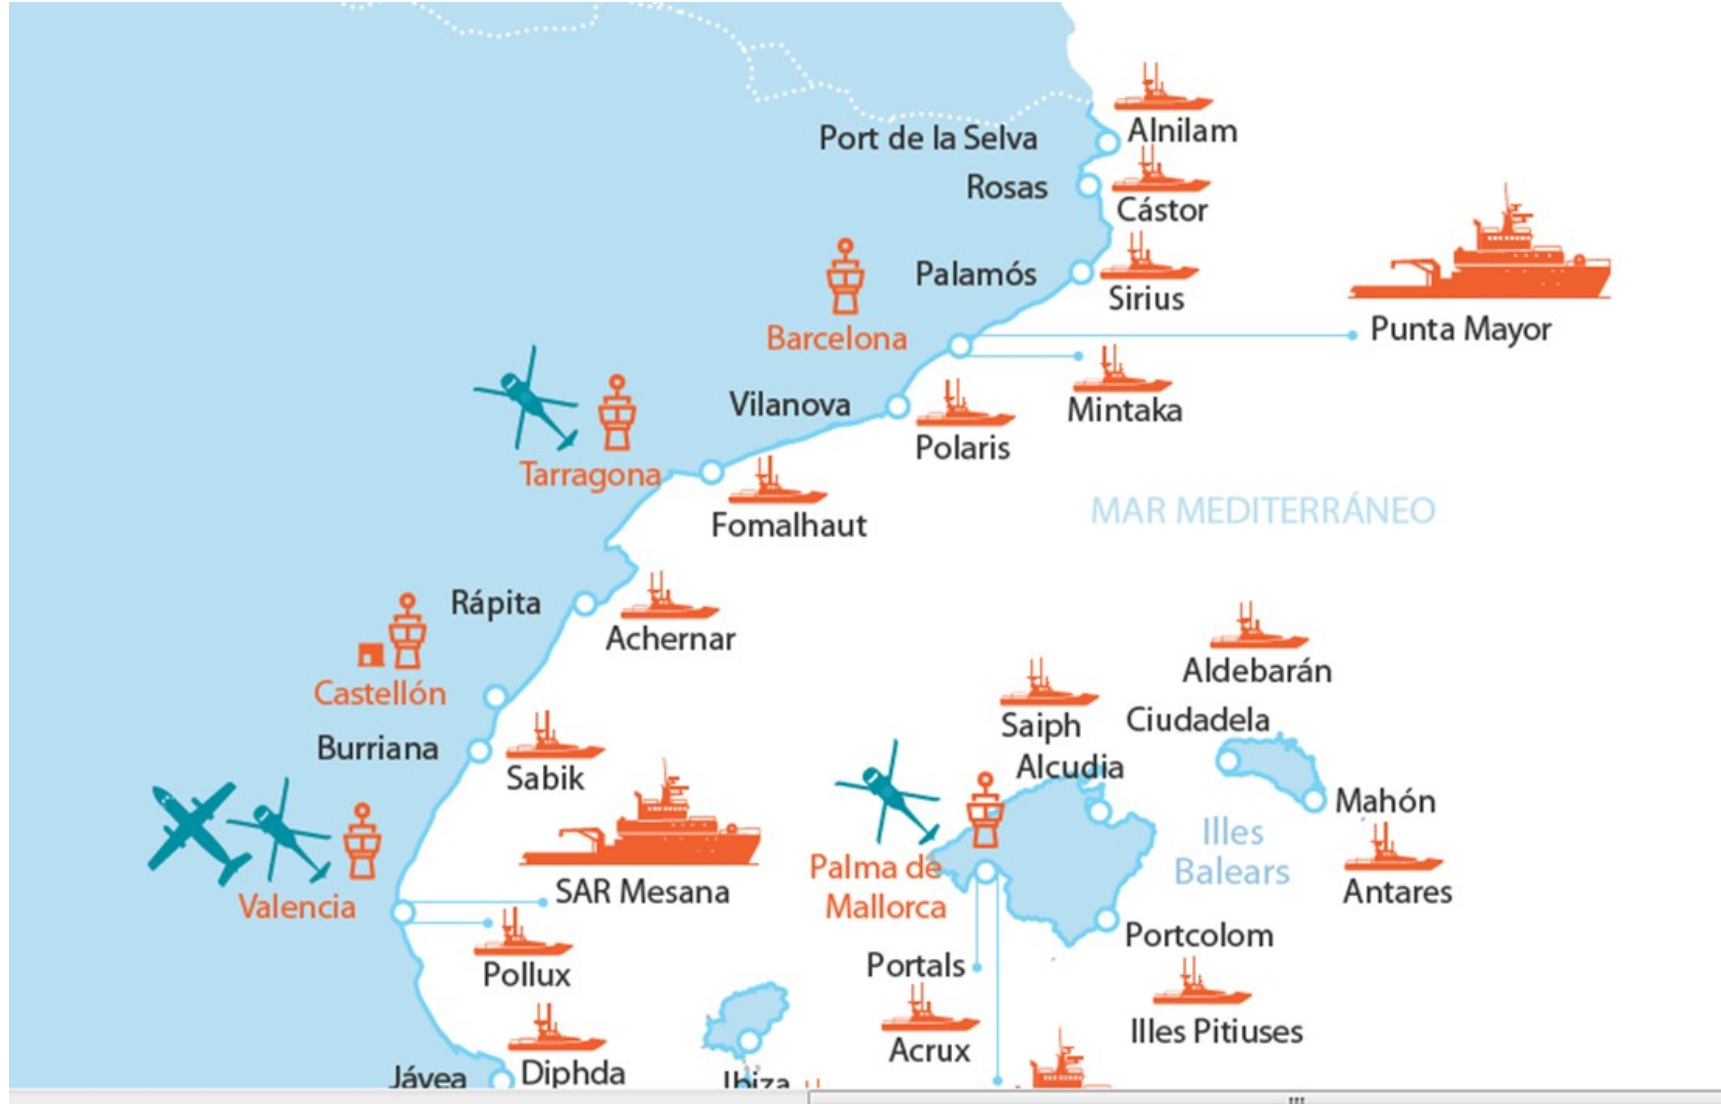 Port de la Selva
Alnilam
Rosas
Cástor
Palamós
Sirius
Barcelona
Punta Mayor
Mintaka
Vilanova
Polaris
Tarragona
Fomalhaut
MAR MEDITERRÁNEO
Rápita
Achernar
Castellón
Aldebarán
Saiph
Ciudadela
Burriana
Sabik
Alcudia
Mahón
Illes
Balears
Palma de
Mallorca
Antares
SAR Mesana
Valencia
Portcolom
Portals
Pollux
Illes Pitiuses
Acrux
Jávea
Diphda
Ibiza